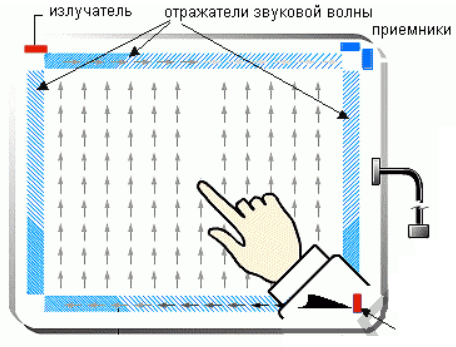 излучатель
отражатели звуковой волны
приемники